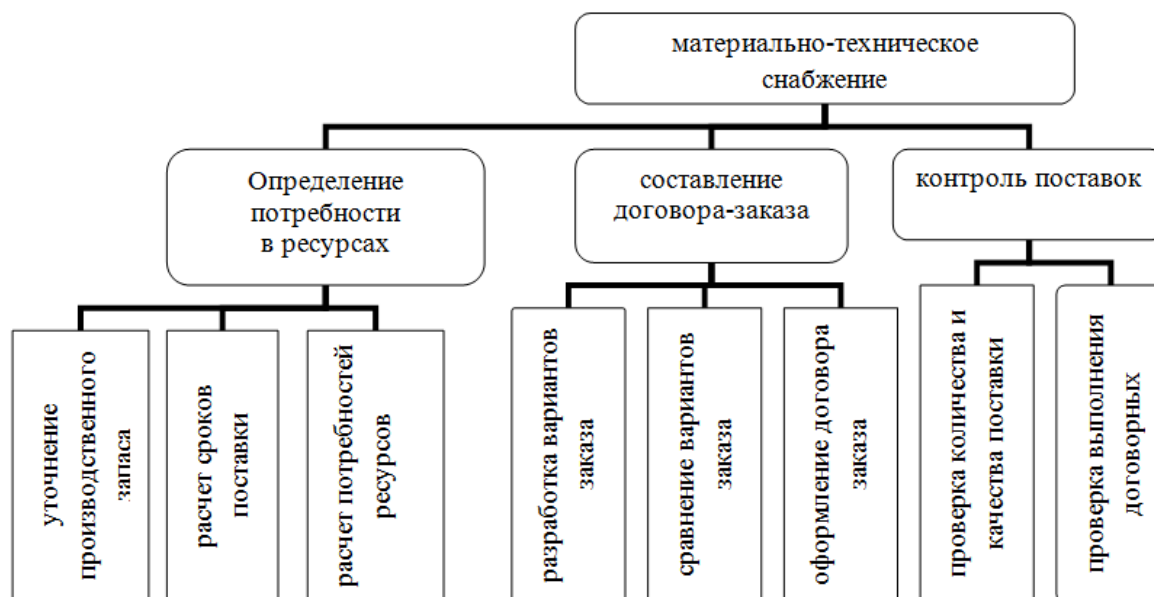 материально-техническое
снабжение
Определение
потребности
в ресурсах
составление
договора-заказа
контроль поставок
уточнение
производственного
запаса
расчет сроков
поставки
расчет потребностей
ресурсов
разработка вариантов
заказа
сравнение вариантов
заказа
оформление договора
заказа
проверка количества и
качества поставки
проверка выполнения
договорных